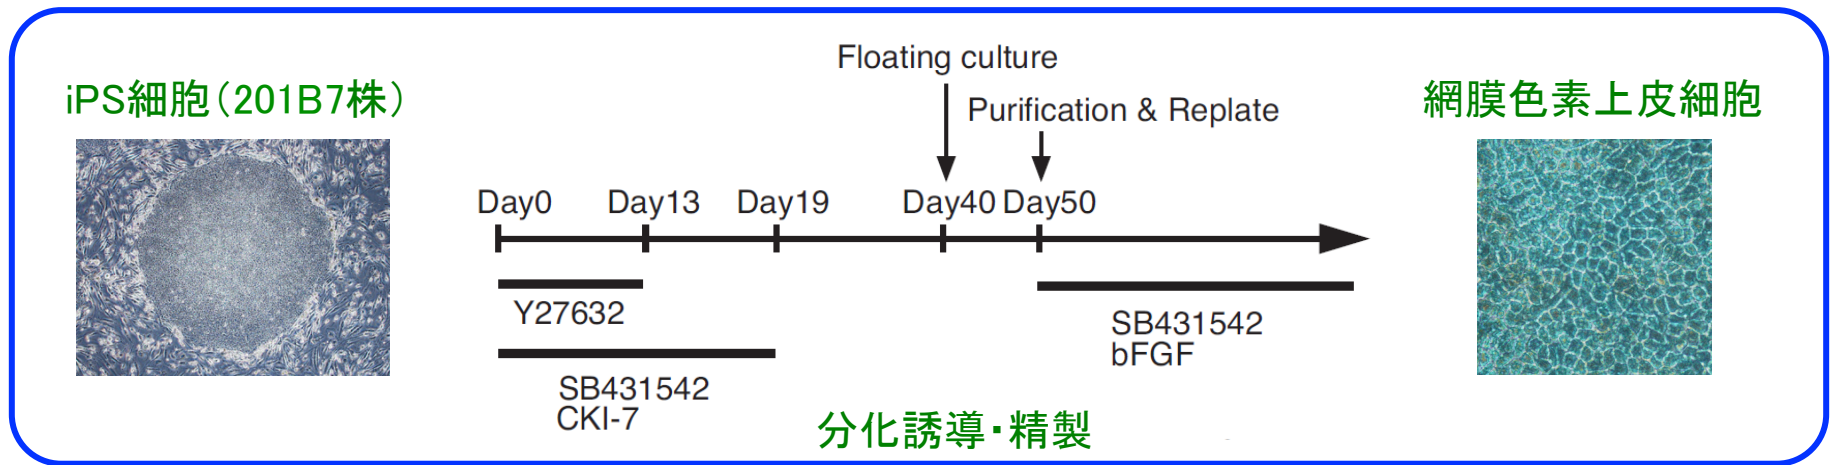 Floating culture
iPS細胞（201B7株）
Purification & Replate
網膜色素上皮細胞
Day0 Day13 Day19 Day40 Day50
Y27632
SB431542
bFGF
SB431542
CKI-7
分化誘導・精製